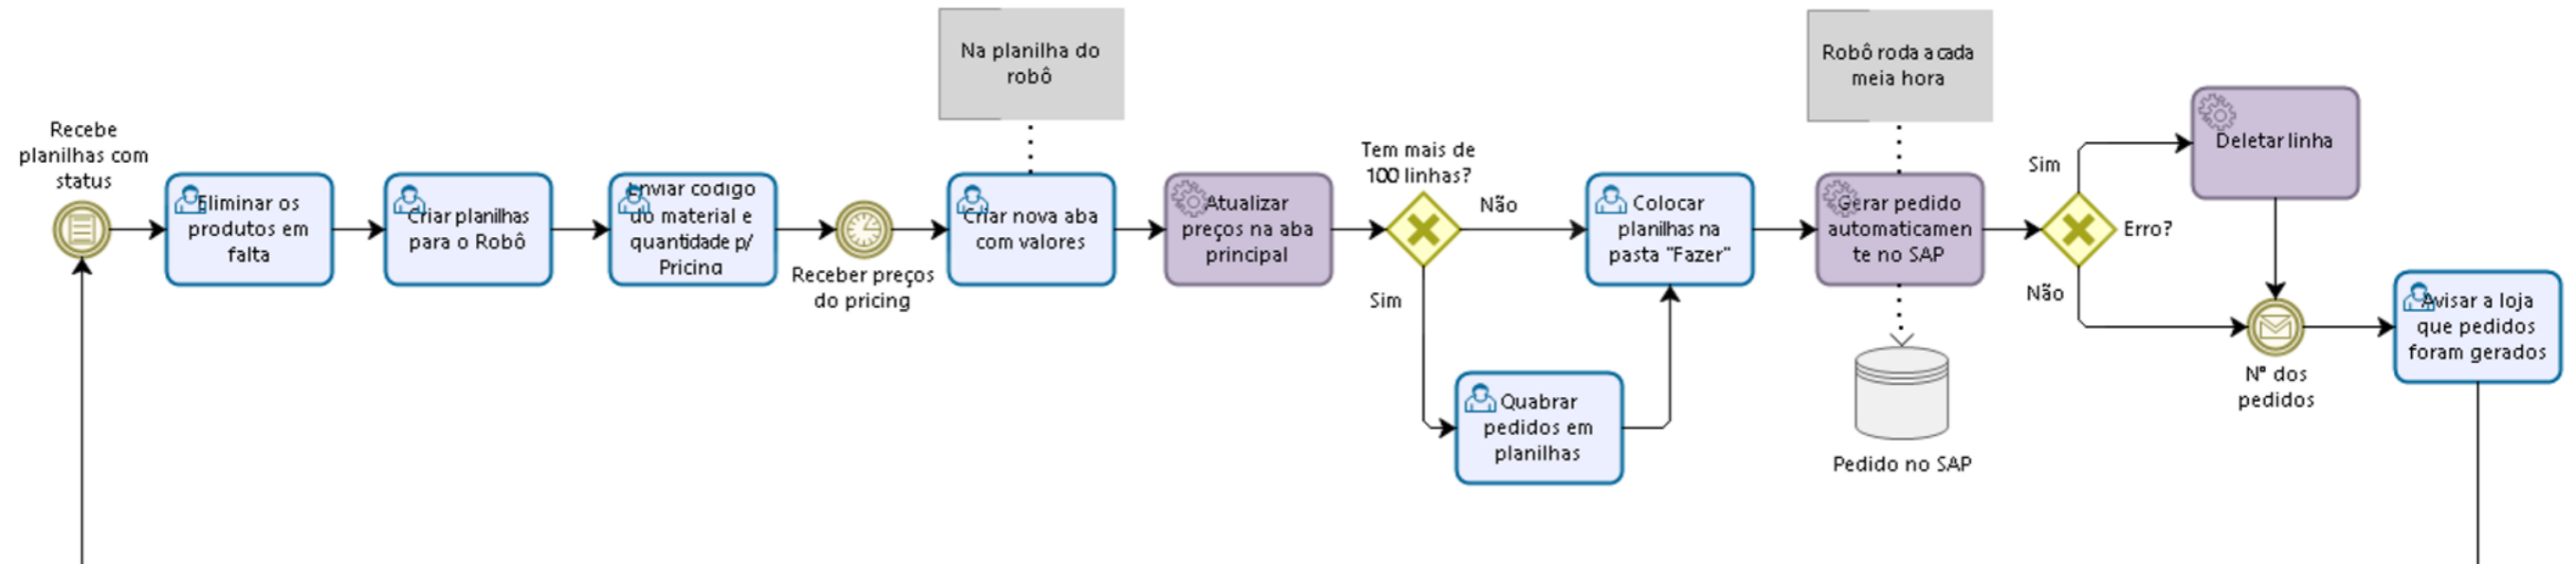 Recebe
planilhas com
status
Eliminar os
produtos em
falta
Criar planilhas
para o Robô
Enviar codigo
do material e
quantidade p/
Pricing
Receber preços
do pricing
Na planilha do
robô
Criar nova aba
com valores
Atualizar
preços na aba
principal
Tem mais de
100 linhas?
Não
Sim
Quabrar
pedidos em
planilhas
Colocar
planilhas na
pasta "Fazer"
Robô roda a cada
meia hora
Gerar pedido
automaticamen
te no SAP
Pedido no SAP
Erro?
Sim
Não
Deletar linha
Nº dos
pedidos
Avisar a loja
que pedidos
foram gerados